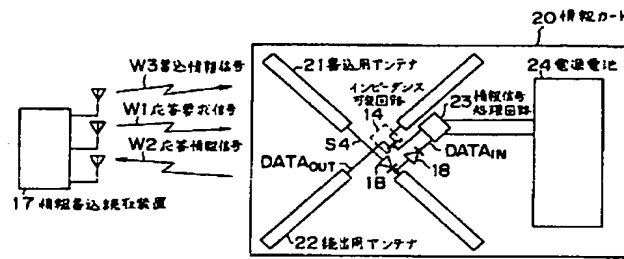 20 情報カード
21 書込用アンテナ
インピーダンス
可変回路
14
24 電源電池
23 情報信号
処理回路
W3 書込情報信号
W1 応答要求信号
W2 応答情報信号
S4
DATAOUT
DATAIN
18
18
17 情報書込読取装置
22 読出用アンテナ